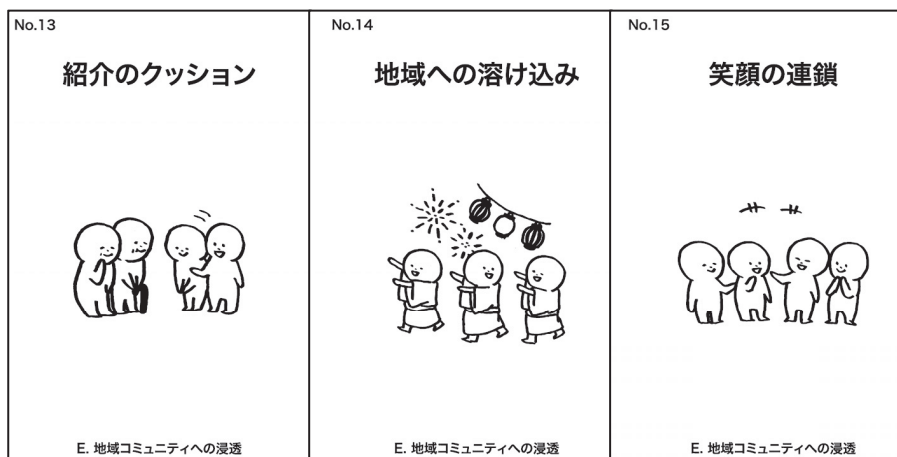 No.13
紹介のクッション
E. 地域コミュニティへの浸透
No.14
地域への溶け込み
E. 地域コミュニティへの浸透
No.15
笑顔の連鎖
E. 地域コミュニティへの浸透